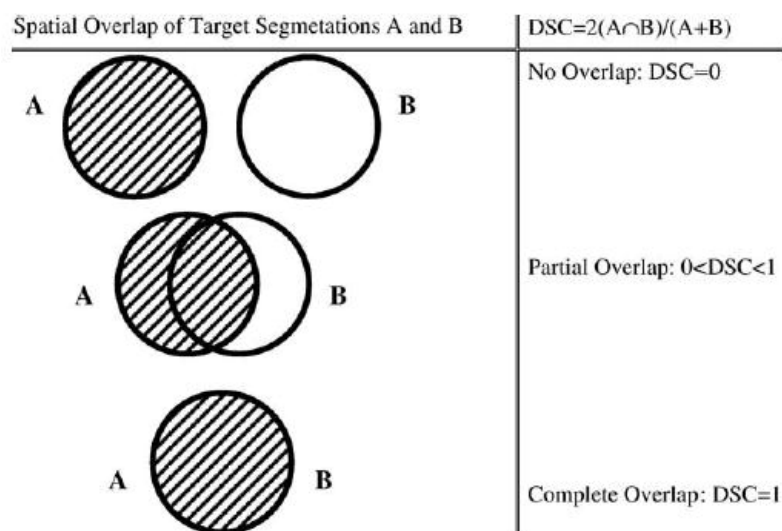 Spatial Overlap of Target Segmetations A and B
DSC=2(A∩B)/(A+B)
A
B
No Overlap: DSC=0
A
B
Partial Overlap: 0<DSC<1
A
B
Complete Overlap: DSC=1